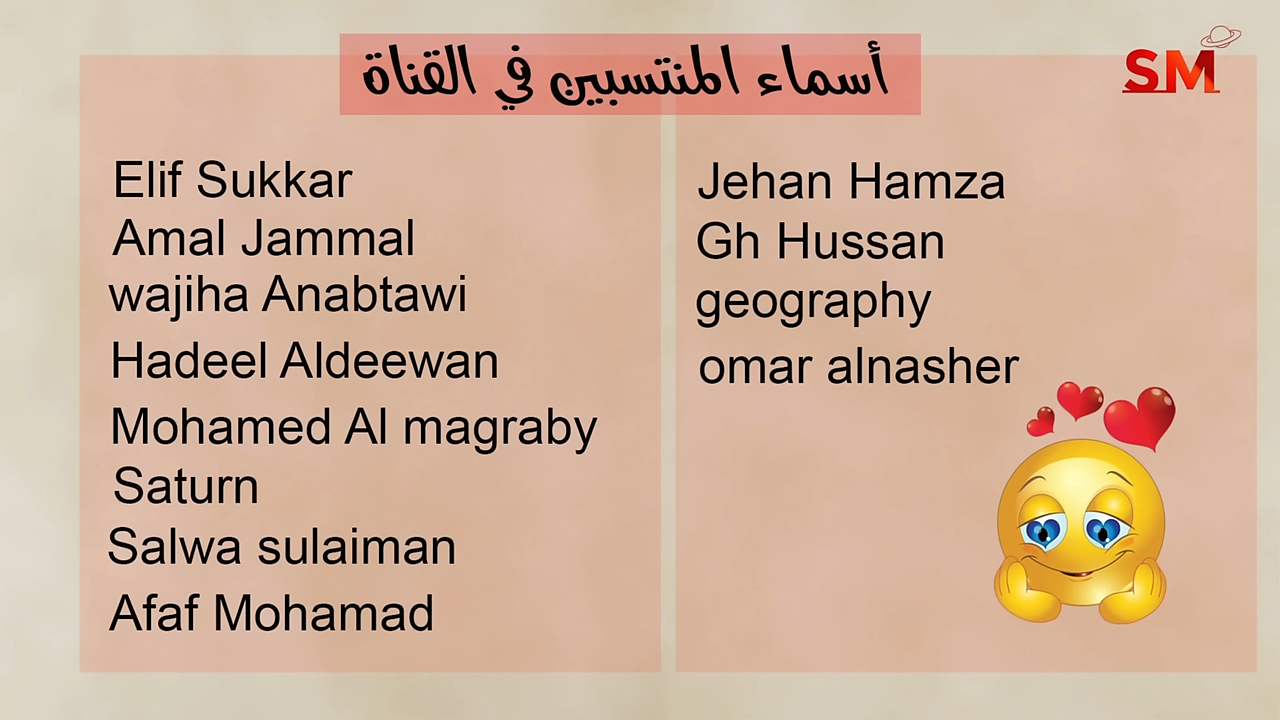 أسماء المنتسبين في القناة
SM
Elif Sukkar
Amal Jammal
wajiha Anabtawi
Hadeel Aldeewan
Mohamed Al magraby
Saturn
Salwa sulaiman
Afaf Mohamad
Jehan Hamza
Gh Hussan
geography
omar alnasher